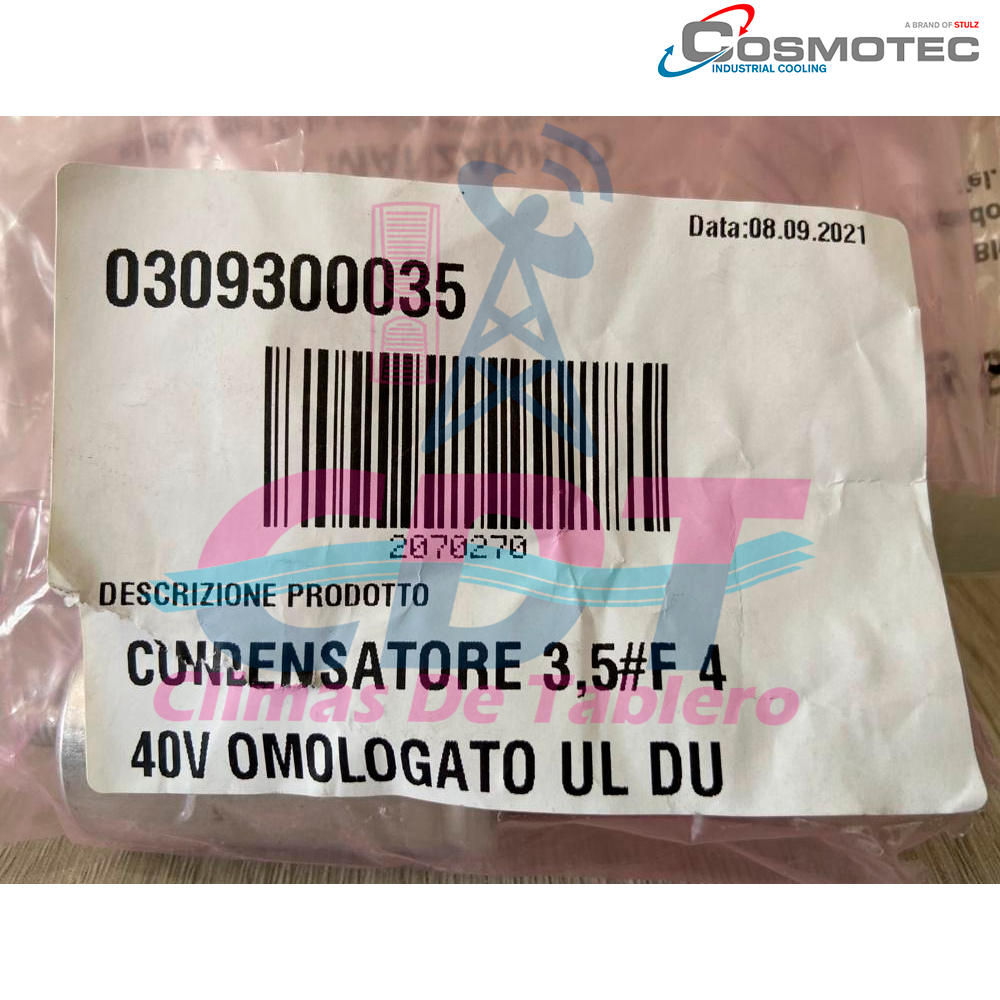 A BRAND OF STULZ
COSMOTEC
INDUSTRIAL COOLING
Data:08.09.2021
0309300035
2070270
DESCRIZIONE PRODOTTO
CDT
CONDENSATORE 3,5#F 4
Climas De Tablero
40V OMOLOGATO UL DU